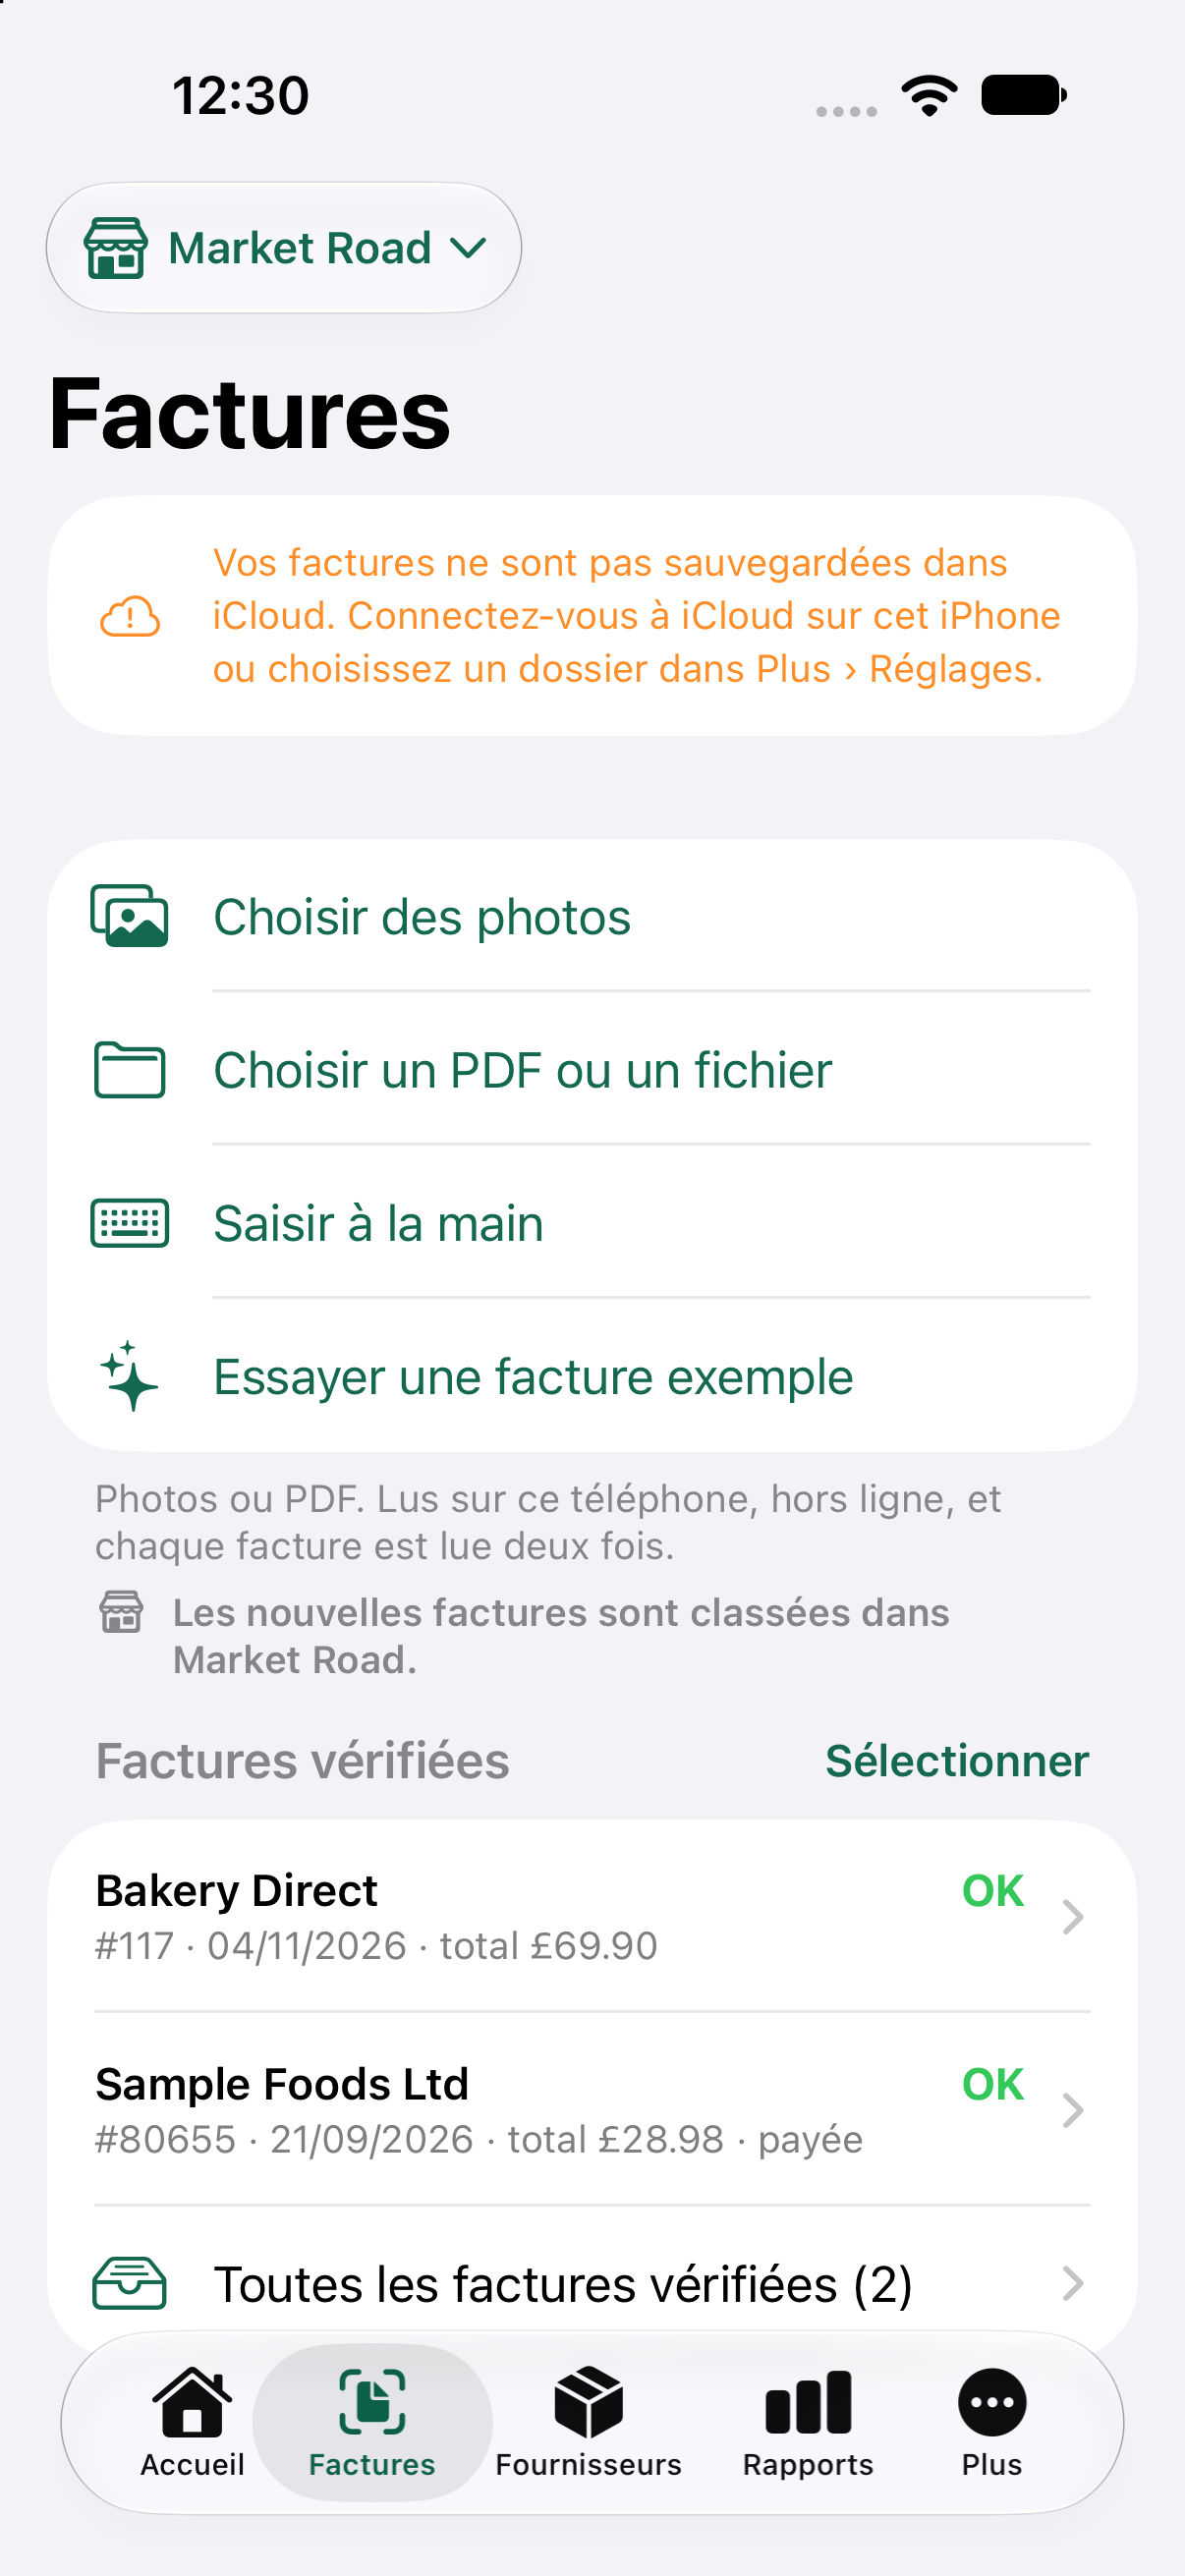 12:30
Market Road
Factures
Vos factures ne sont pas sauvegardées dans
iCloud. Connectez-vous à iCloud sur cet iPhone
ou choisissez un dossier dans Plus › Réglages.
Choisir des photos
Choisir un PDF ou un fichier
Saisir à la main
Essayer une facture exemple
Photos ou PDF. Lus sur ce téléphone, hors ligne, et
chaque facture est lue deux fois.
Les nouvelles factures sont classées dans
Market Road.
Factures vérifiées Sélectionner
Bakery Direct OK
#117 · 04/11/2026 · total £69.90
Sample Foods Ltd OK
#80655 · 21/09/2026 · total £28.98 · payée
Toutes les factures vérifiées (2)
Accueil Factures Fournisseurs Rapports Plus